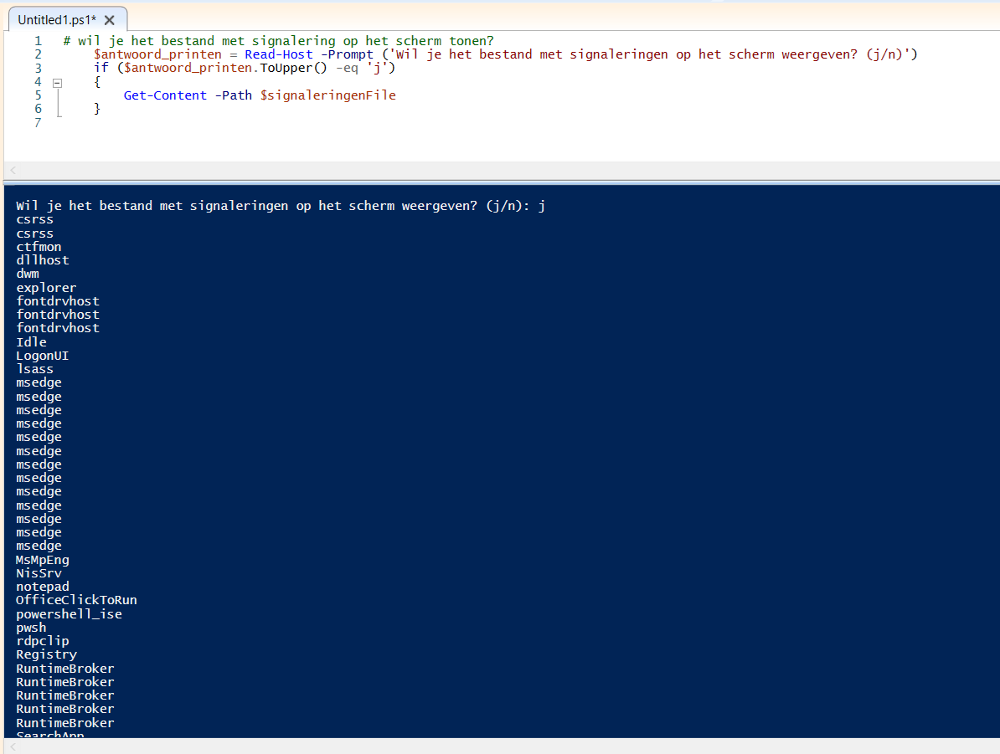 Untitled1.ps1* X
1 # wil je het bestand met signalering op het scherm tonen?
2 $antwoord_printen = Read-Host -Prompt ('Wil je het bestand met signaleringen op het scherm weergeven? (j/n)')
3 if ($antwoord_printen.ToUpper() -eq 'j')
4 {
5 Get-Content -Path $signaleringenFile
6 }
7
Wil je het bestand met signaleringen op het scherm weergeven? (j/n): j
csrss
csrss
ctfmon
dllhost
dwm
explorer
fontdrvhost
fontdrvhost
fontdrvhost
Idle
LogonUI
lsass
msedge
msedge
msedge
msedge
msedge
msedge
msedge
msedge
msedge
msedge
msedge
msedge
msedge
MsMpEng
NisSrv
notepad
OfficeClickToRun
powershell_ise
pwsh
rdpclip
Registry
RuntimeBroker
RuntimeBroker
RuntimeBroker
RuntimeBroker
RuntimeBroker
SearchApp